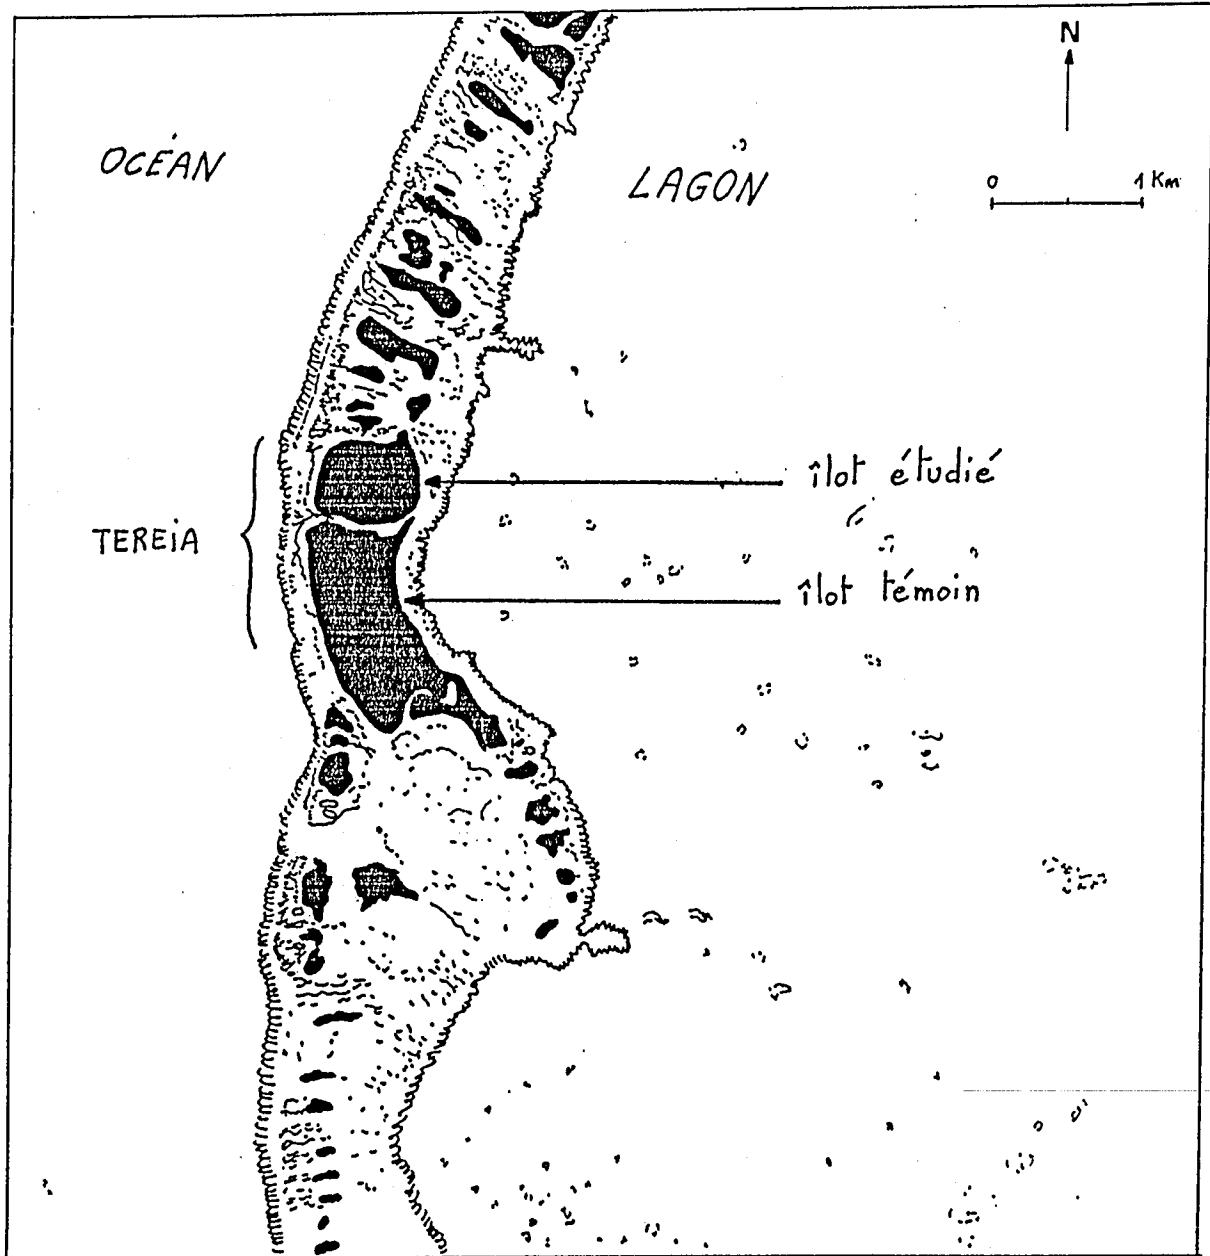 N
OCÉAN
LAGON
0 1 Km
îlot étudié
TEREiA
îlot témoin